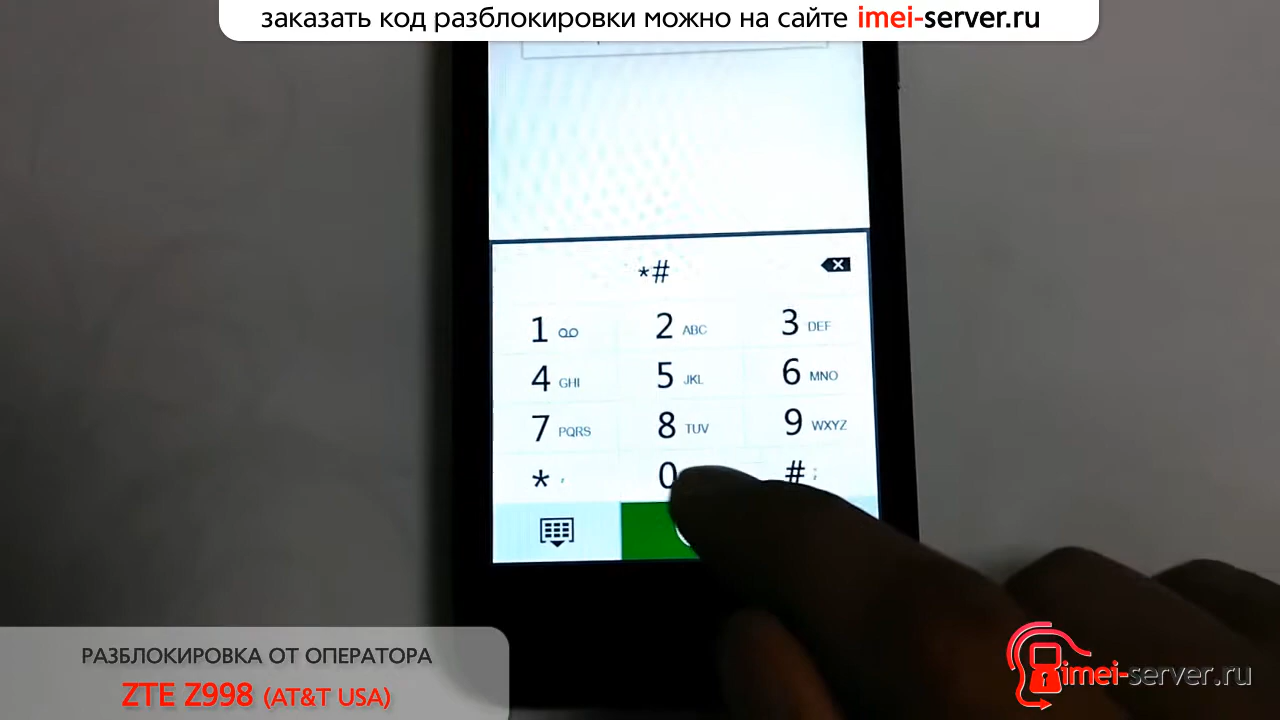 заказать код разблокировки можно на сайте imei-server.ru
*#
1
2 ABC
3 DEF
4 GHI
5 JKL
6 MNO
7 PQRS
8 TUV
9 WXYZ
* ,
0
# ;
РАЗБЛОКИРОВКА ОТ ОПЕРАТОРА
ZTE Z998 (AT&T USA)
imei-server.ru